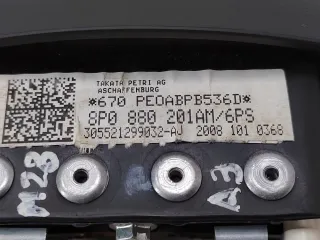 TAKATA PETRI AG
ASCHAFFENBURG
*670 PEOABPB536D*
8P0 880 201AM/6PS
305521299032-AJ 2008 101 0368
M28
A3